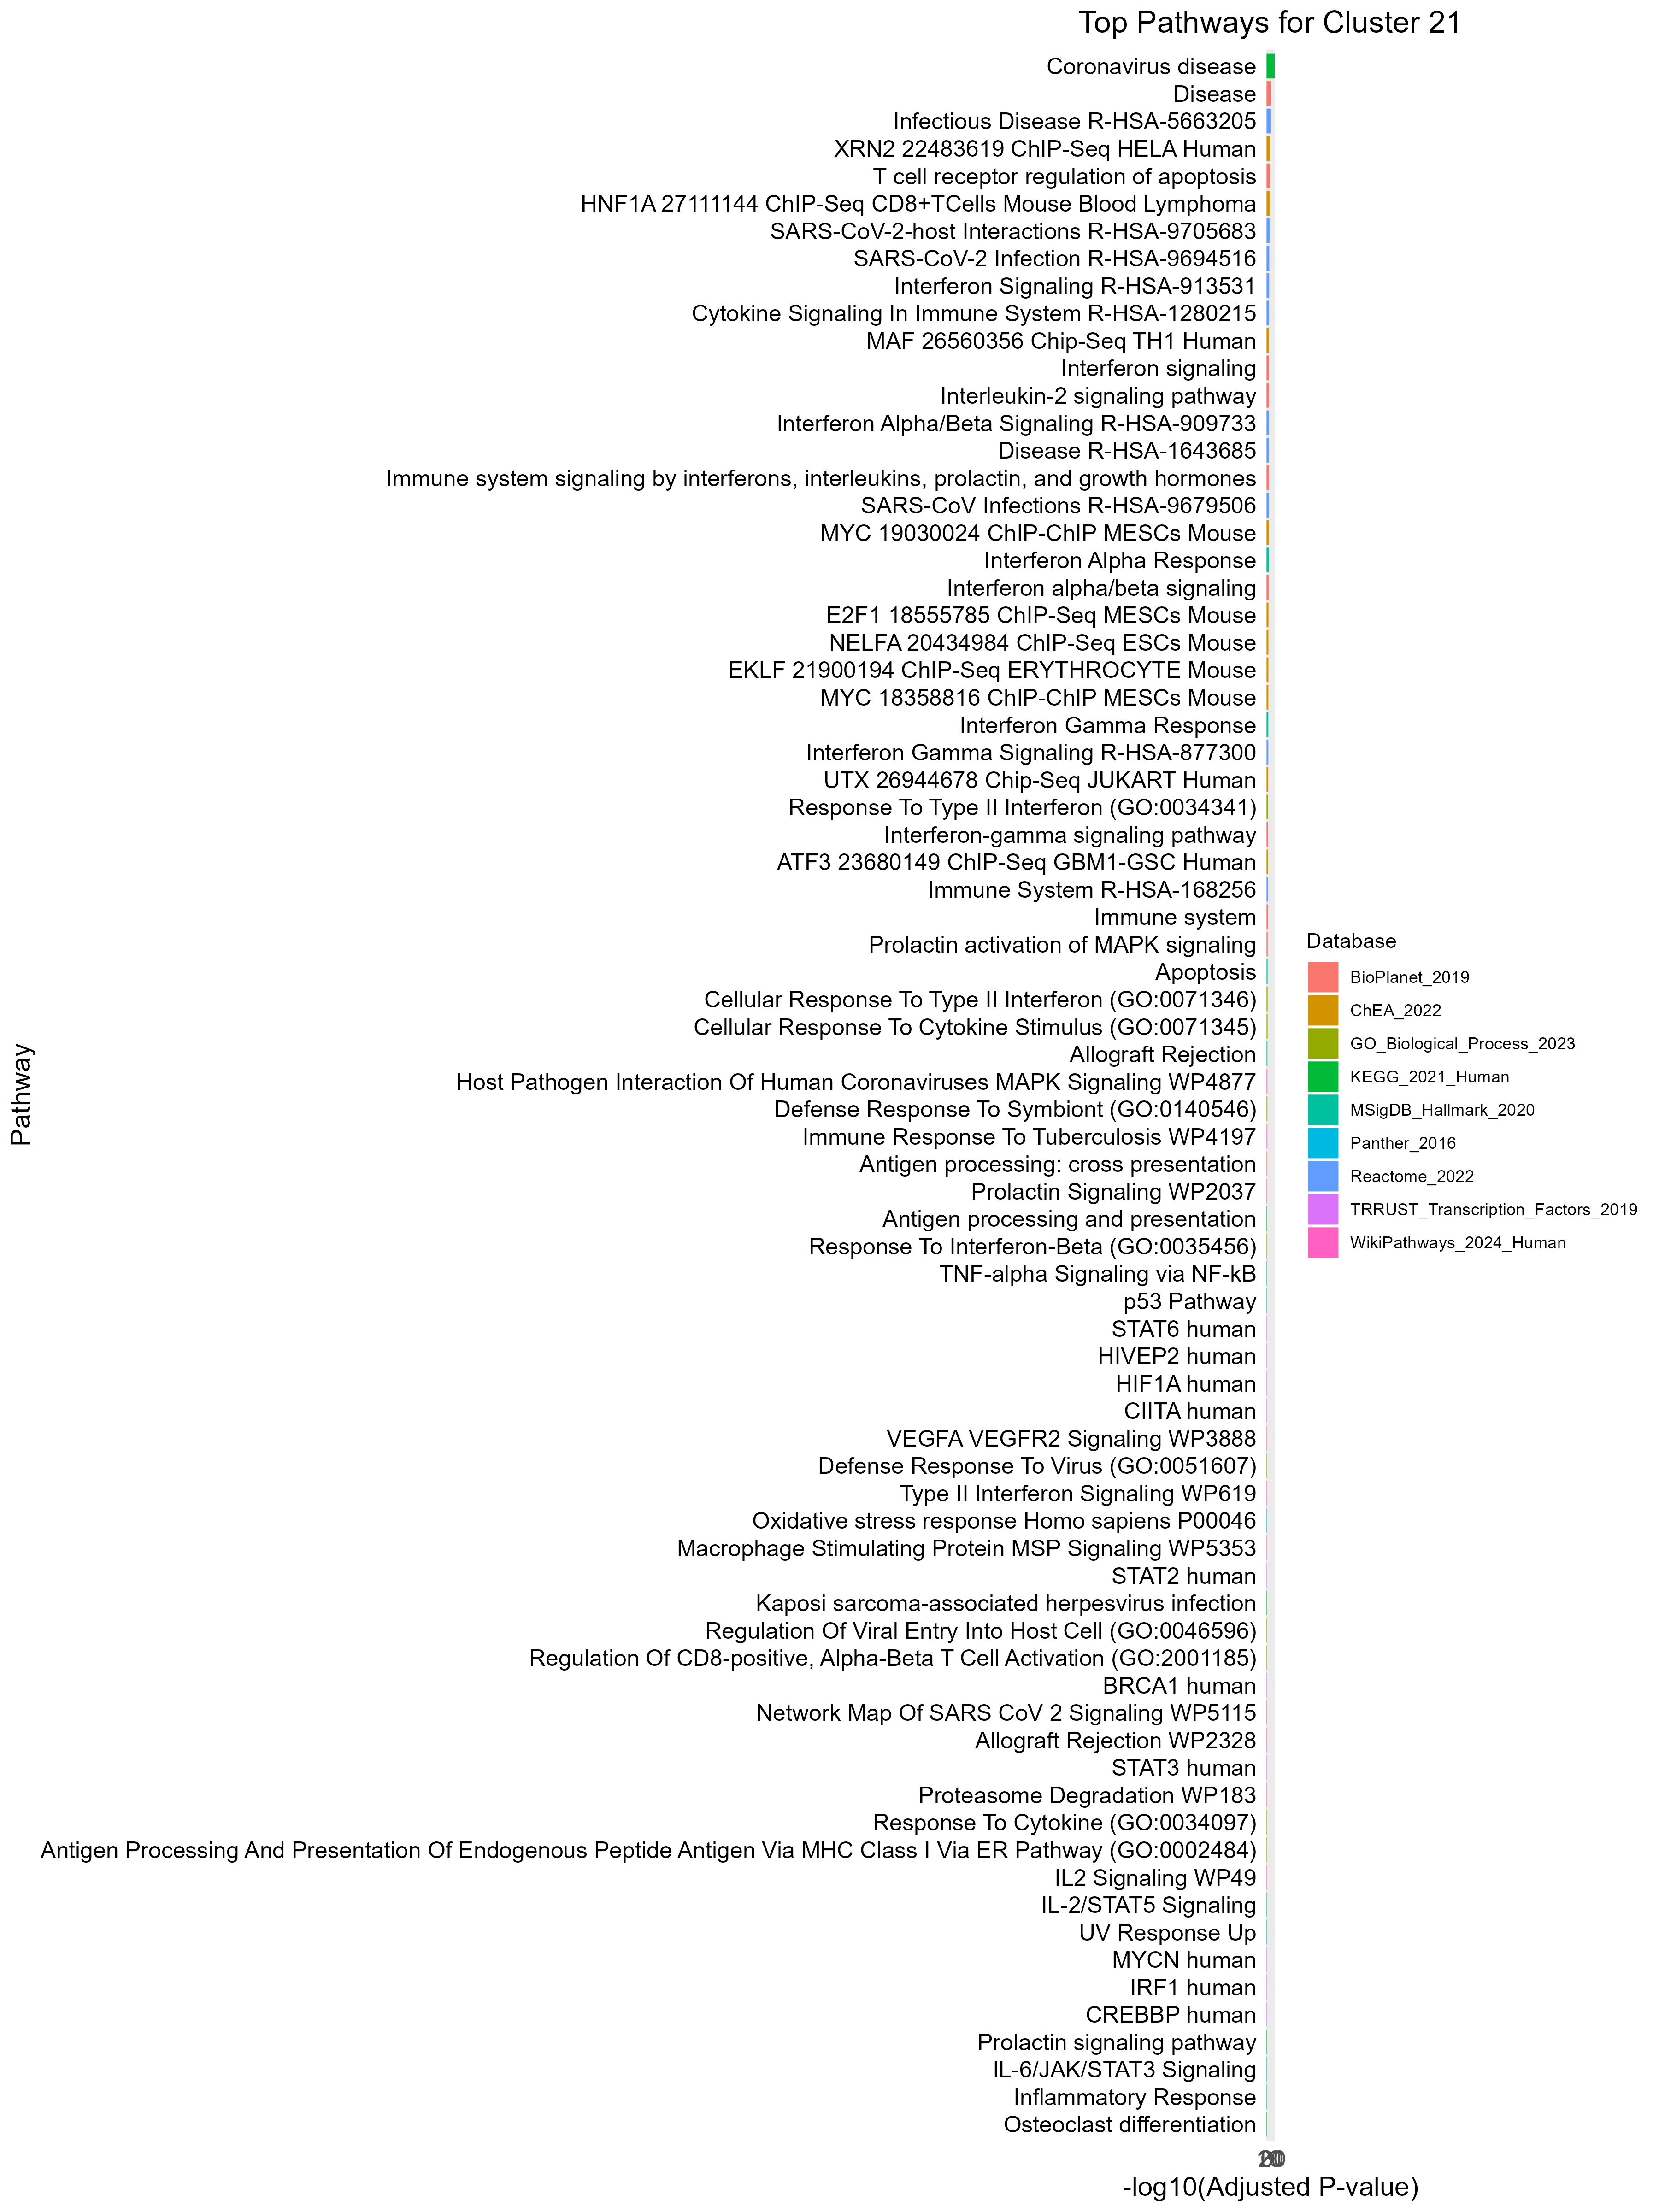 Top Pathways for Cluster 21
Coronavirus disease
Disease
Infectious Disease R-HSA-5663205
XRN2 22483619 ChIP-Seq HELA Human
T cell receptor regulation of apoptosis
HNF1A 27111144 ChIP-Seq CD8+TCells Mouse Blood Lymphoma
SARS-CoV-2-host Interactions R-HSA-9705683
SARS-CoV-2 Infection R-HSA-9694516
Interferon Signaling R-HSA-913531
Cytokine Signaling In Immune System R-HSA-1280215
MAF 26560356 Chip-Seq TH1 Human
Interferon signaling
Interleukin-2 signaling pathway
Interferon Alpha/Beta Signaling R-HSA-909733
Disease R-HSA-1643685
Immune system signaling by interferons, interleukins, prolactin, and growth hormones
SARS-CoV Infections R-HSA-9679506
MYC 19030024 ChIP-ChIP MESCs Mouse
Interferon Alpha Response
Interferon alpha/beta signaling
E2F1 18555785 ChIP-Seq MESCs Mouse
NELFA 20434984 ChIP-Seq ESCs Mouse
EKLF 21900194 ChIP-Seq ERYTHROCYTE Mouse
MYC 18358816 ChIP-ChIP MESCs Mouse
Interferon Gamma Response
Interferon Gamma Signaling R-HSA-877300
UTX 26944678 Chip-Seq JUKART Human
Response To Type II Interferon (GO:0034341)
Interferon-gamma signaling pathway
ATF3 23680149 ChIP-Seq GBM1-GSC Human
Immune System R-HSA-168256
Immune system
Prolactin activation of MAPK signaling
Apoptosis
Cellular Response To Type II Interferon (GO:0071346)
Cellular Response To Cytokine Stimulus (GO:0071345)
Allograft Rejection
Host Pathogen Interaction Of Human Coronaviruses MAPK Signaling WP4877
Defense Response To Symbiont (GO:0140546)
Immune Response To Tuberculosis WP4197
Antigen processing: cross presentation
Prolactin Signaling WP2037
Antigen processing and presentation
Response To Interferon-Beta (GO:0035456)
TNF-alpha Signaling via NF-kB
p53 Pathway
STAT6 human
HIVEP2 human
HIF1A human
CIITA human
VEGFA VEGFR2 Signaling WP3888
Defense Response To Virus (GO:0051607)
Type II Interferon Signaling WP619
Oxidative stress response Homo sapiens P00046
Macrophage Stimulating Protein MSP Signaling WP5353
STAT2 human
Kaposi sarcoma-associated herpesvirus infection
Regulation Of Viral Entry Into Host Cell (GO:0046596)
Regulation Of CD8-positive, Alpha-Beta T Cell Activation (GO:2001185)
BRCA1 human
Network Map Of SARS CoV 2 Signaling WP5115
Allograft Rejection WP2328
STAT3 human
Proteasome Degradation WP183
Response To Cytokine (GO:0034097)
Antigen Processing And Presentation Of Endogenous Peptide Antigen Via MHC Class I Via ER Pathway (GO:0002484)
IL2 Signaling WP49
IL-2/STAT5 Signaling
UV Response Up
MYCN human
IRF1 human
CREBBP human
Prolactin signaling pathway
IL-6/JAK/STAT3 Signaling
Inflammatory Response
Osteoclast differentiation
-log10(Adjusted P-value)
Pathway
Database
BioPlanet_2019
ChEA_2022
GO_Biological_Process_2023
KEGG_2021_Human
MSigDB_Hallmark_2020
Panther_2016
Reactome_2022
TRRUST_Transcription_Factors_2019
WikiPathways_2024_Human